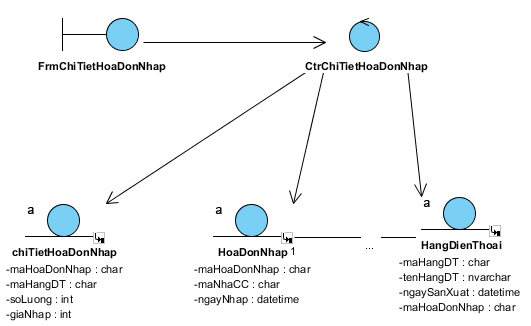 FrmChiTietHoaDonNhap
CtrChiTietHoaDonNhap
a
chiTietHoaDonNhap
-maHoaDonNhap : char
-maHangDT : char
-soLuong : int
-giaNhap : int
a
HoaDonNhap 1
-maHoaDonNhap : char
-maNhaCC : char
-ngayNhap : datetime
...
a
HangDienThoai
-maHangDT : char
-tenHangDT : nvarchar
-ngaySanXuat : datetime
-maHoaDonNhap : char